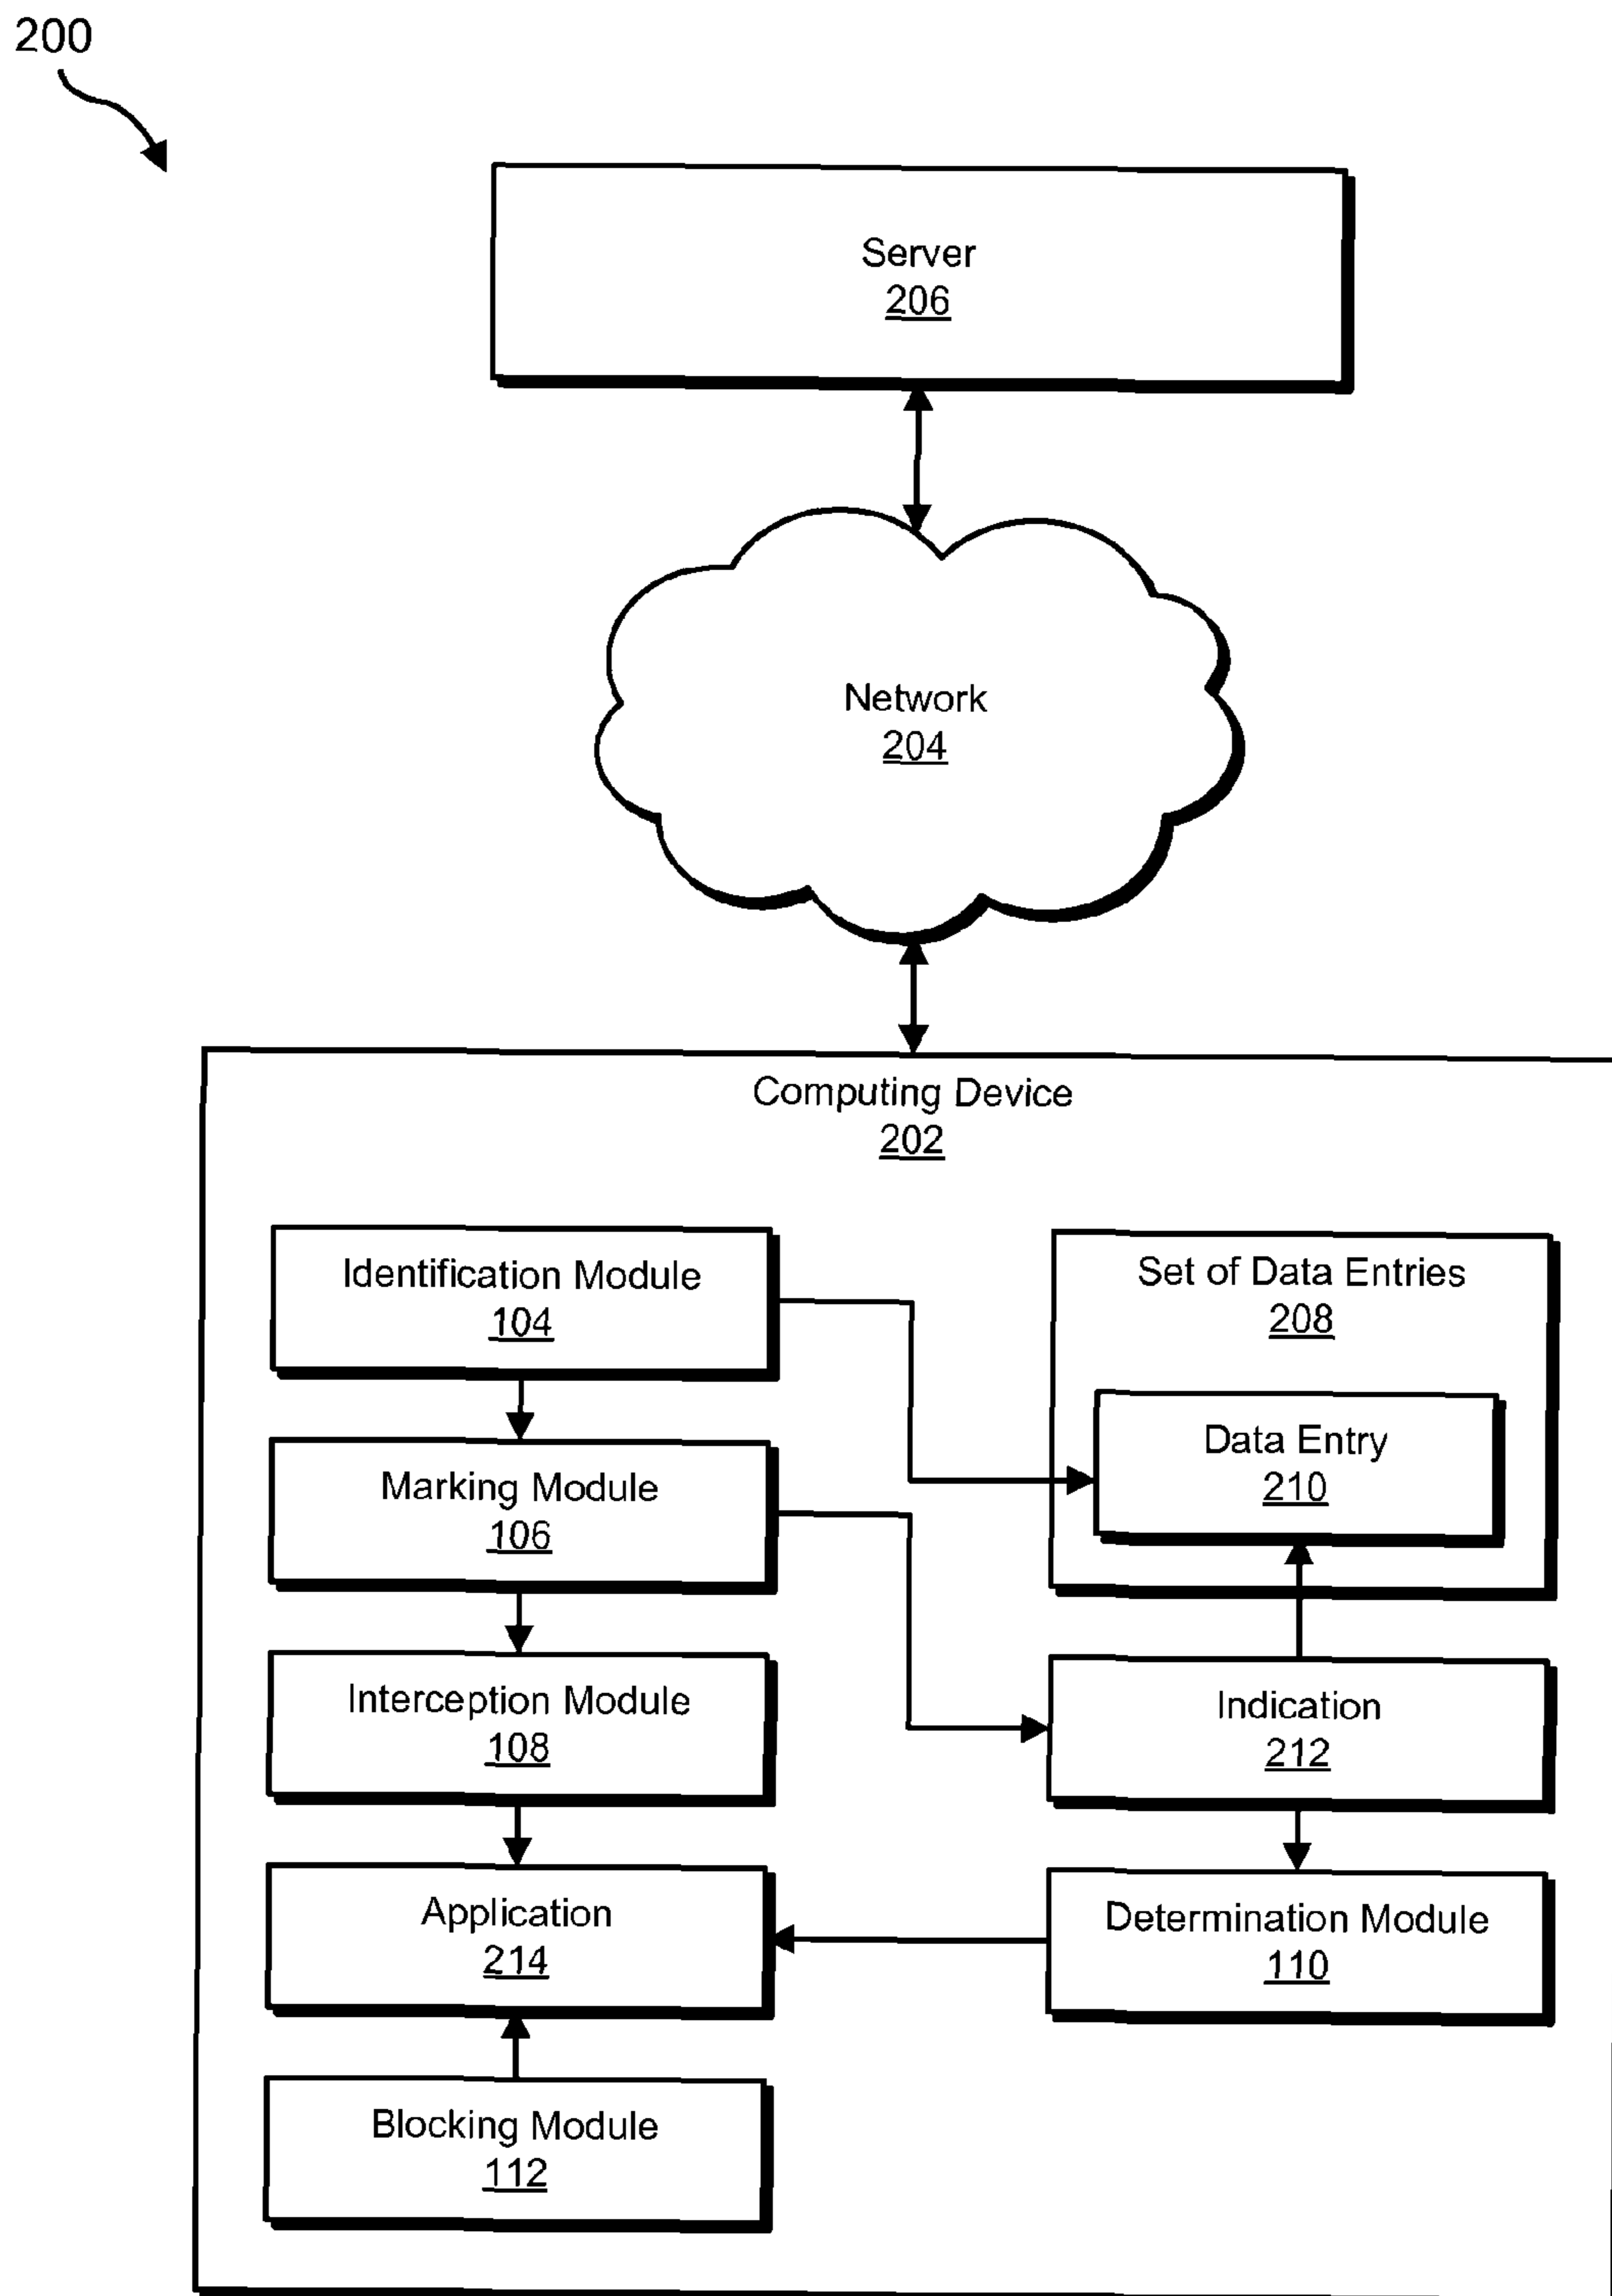 200
Server
206
Network
204
Computing Device
202
Identification Module
104
Set of Data Entries
208
Data Entry
210
Marking Module
106
Interception Module
108
Indication
212
Application
214
Determination Module
110
Blocking Module
112